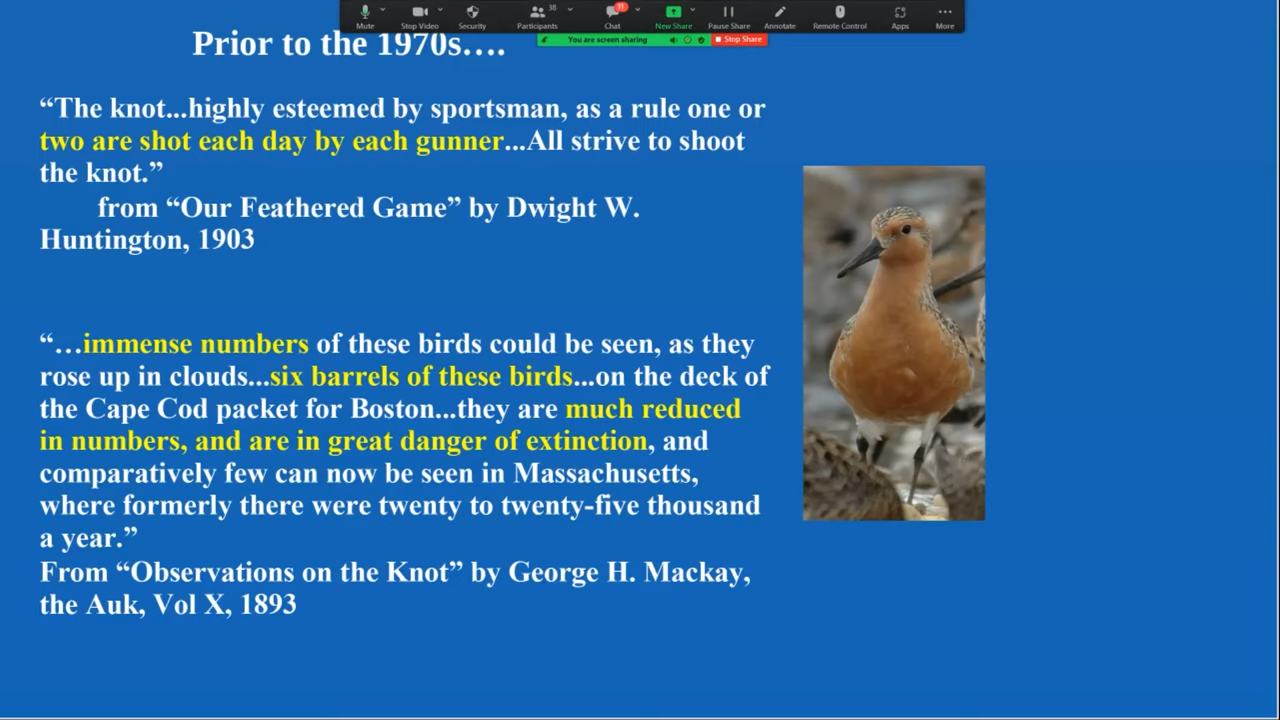 Mute
Stop Video
Security
Participants
38
Chat
11
New Share
Pause Share
Annotate
Remote Control
Apps
More
You are screen sharing
Stop Share
Prior to the 1970s….
“The knot...highly esteemed by sportsman, as a rule one or
two are shot each day by each gunner...All strive to shoot
the knot.”
from “Our Feathered Game” by Dwight W.
Huntington, 1903
“…immense numbers of these birds could be seen, as they
rose up in clouds...six barrels of these birds...on the deck of
the Cape Cod packet for Boston...they are much reduced
in numbers, and are in great danger of extinction, and
comparatively few can now be seen in Massachusetts,
where formerly there were twenty to twenty-five thousand
a year.”
From “Observations on the Knot” by George H. Mackay,
the Auk, Vol X, 1893